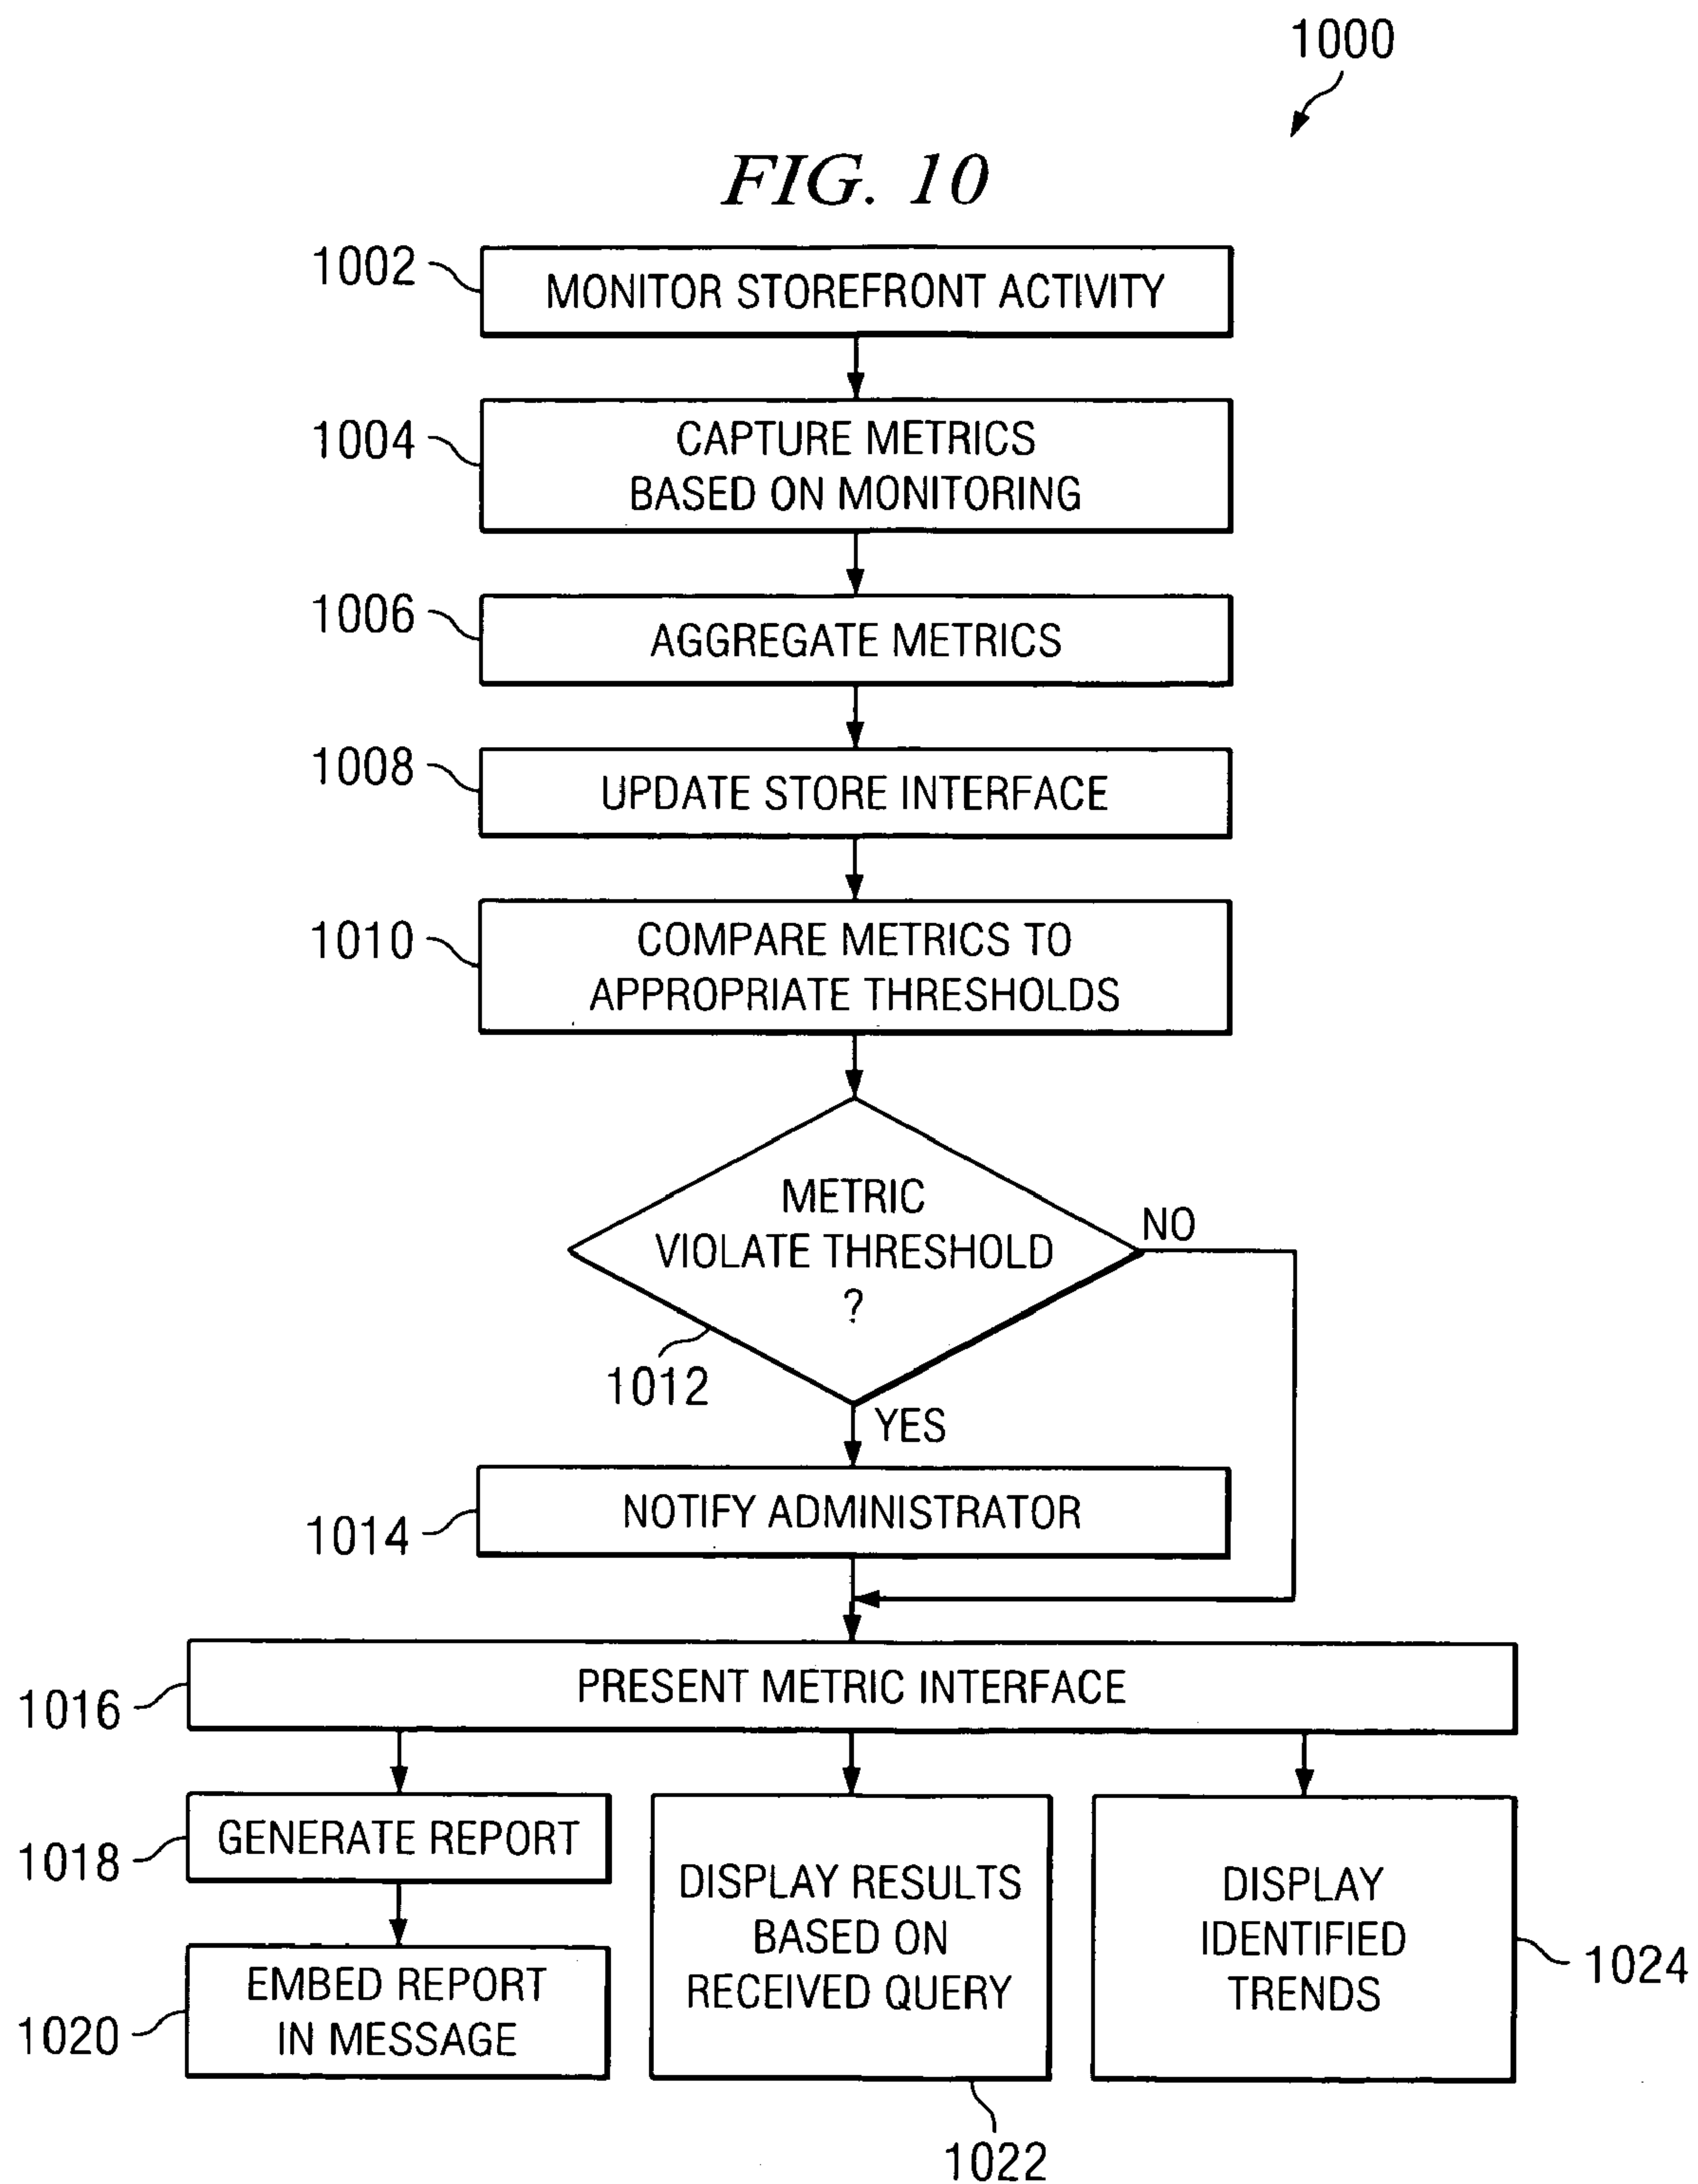 1000
FIG. 10
1002
MONITOR STOREFRONT ACTIVITY
1004
CAPTURE METRICS
BASED ON MONITORING
1006
AGGREGATE METRICS
1008
UPDATE STORE INTERFACE
1010
COMPARE METRICS TO
APPROPRIATE THRESHOLDS
METRIC
VIOLATE THRESHOLD
?
NO
1012
YES
1014
NOTIFY ADMINISTRATOR
1016
PRESENT METRIC INTERFACE
1018
GENERATE REPORT
1020
EMBED REPORT
IN MESSAGE
DISPLAY RESULTS
BASED ON
RECEIVED QUERY
1022
DISPLAY
IDENTIFIED
TRENDS
1024